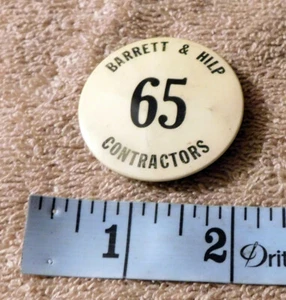 BARRETT & HILP
65
CONTRACTORS
1 2 Drit